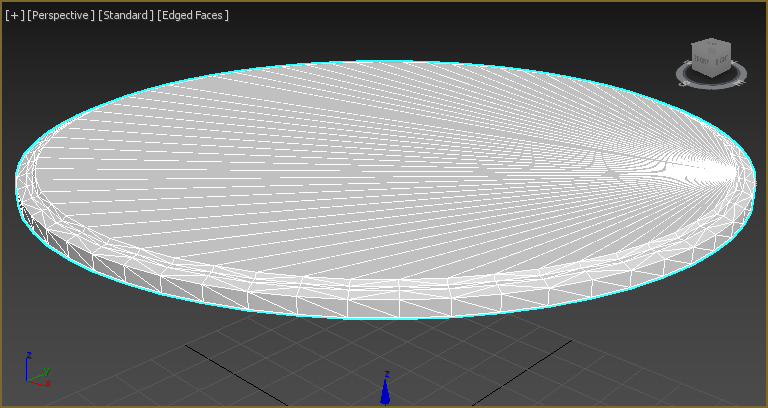 [+] [Perspective] [Standard] [Edged Faces]
z
y
x
z